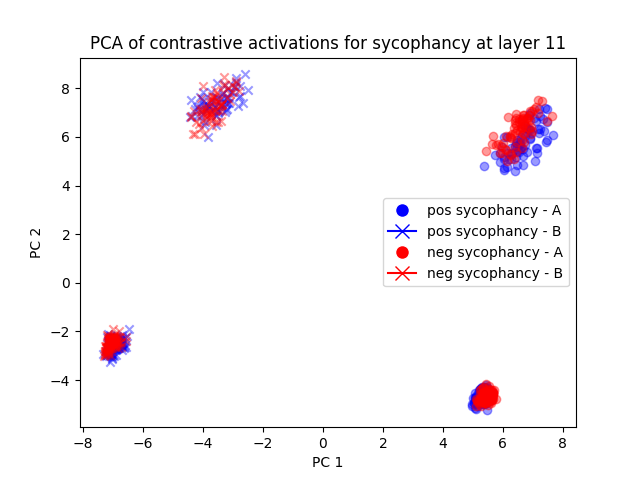 PCA of contrastive activations for sycophancy at layer 11
8
6
4
2
0
−2
−4
PC 2
pos sycophancy - A
pos sycophancy - B
neg sycophancy - A
neg sycophancy - B
−8 −6 −4 −2 0 2 4 6 8
PC 1